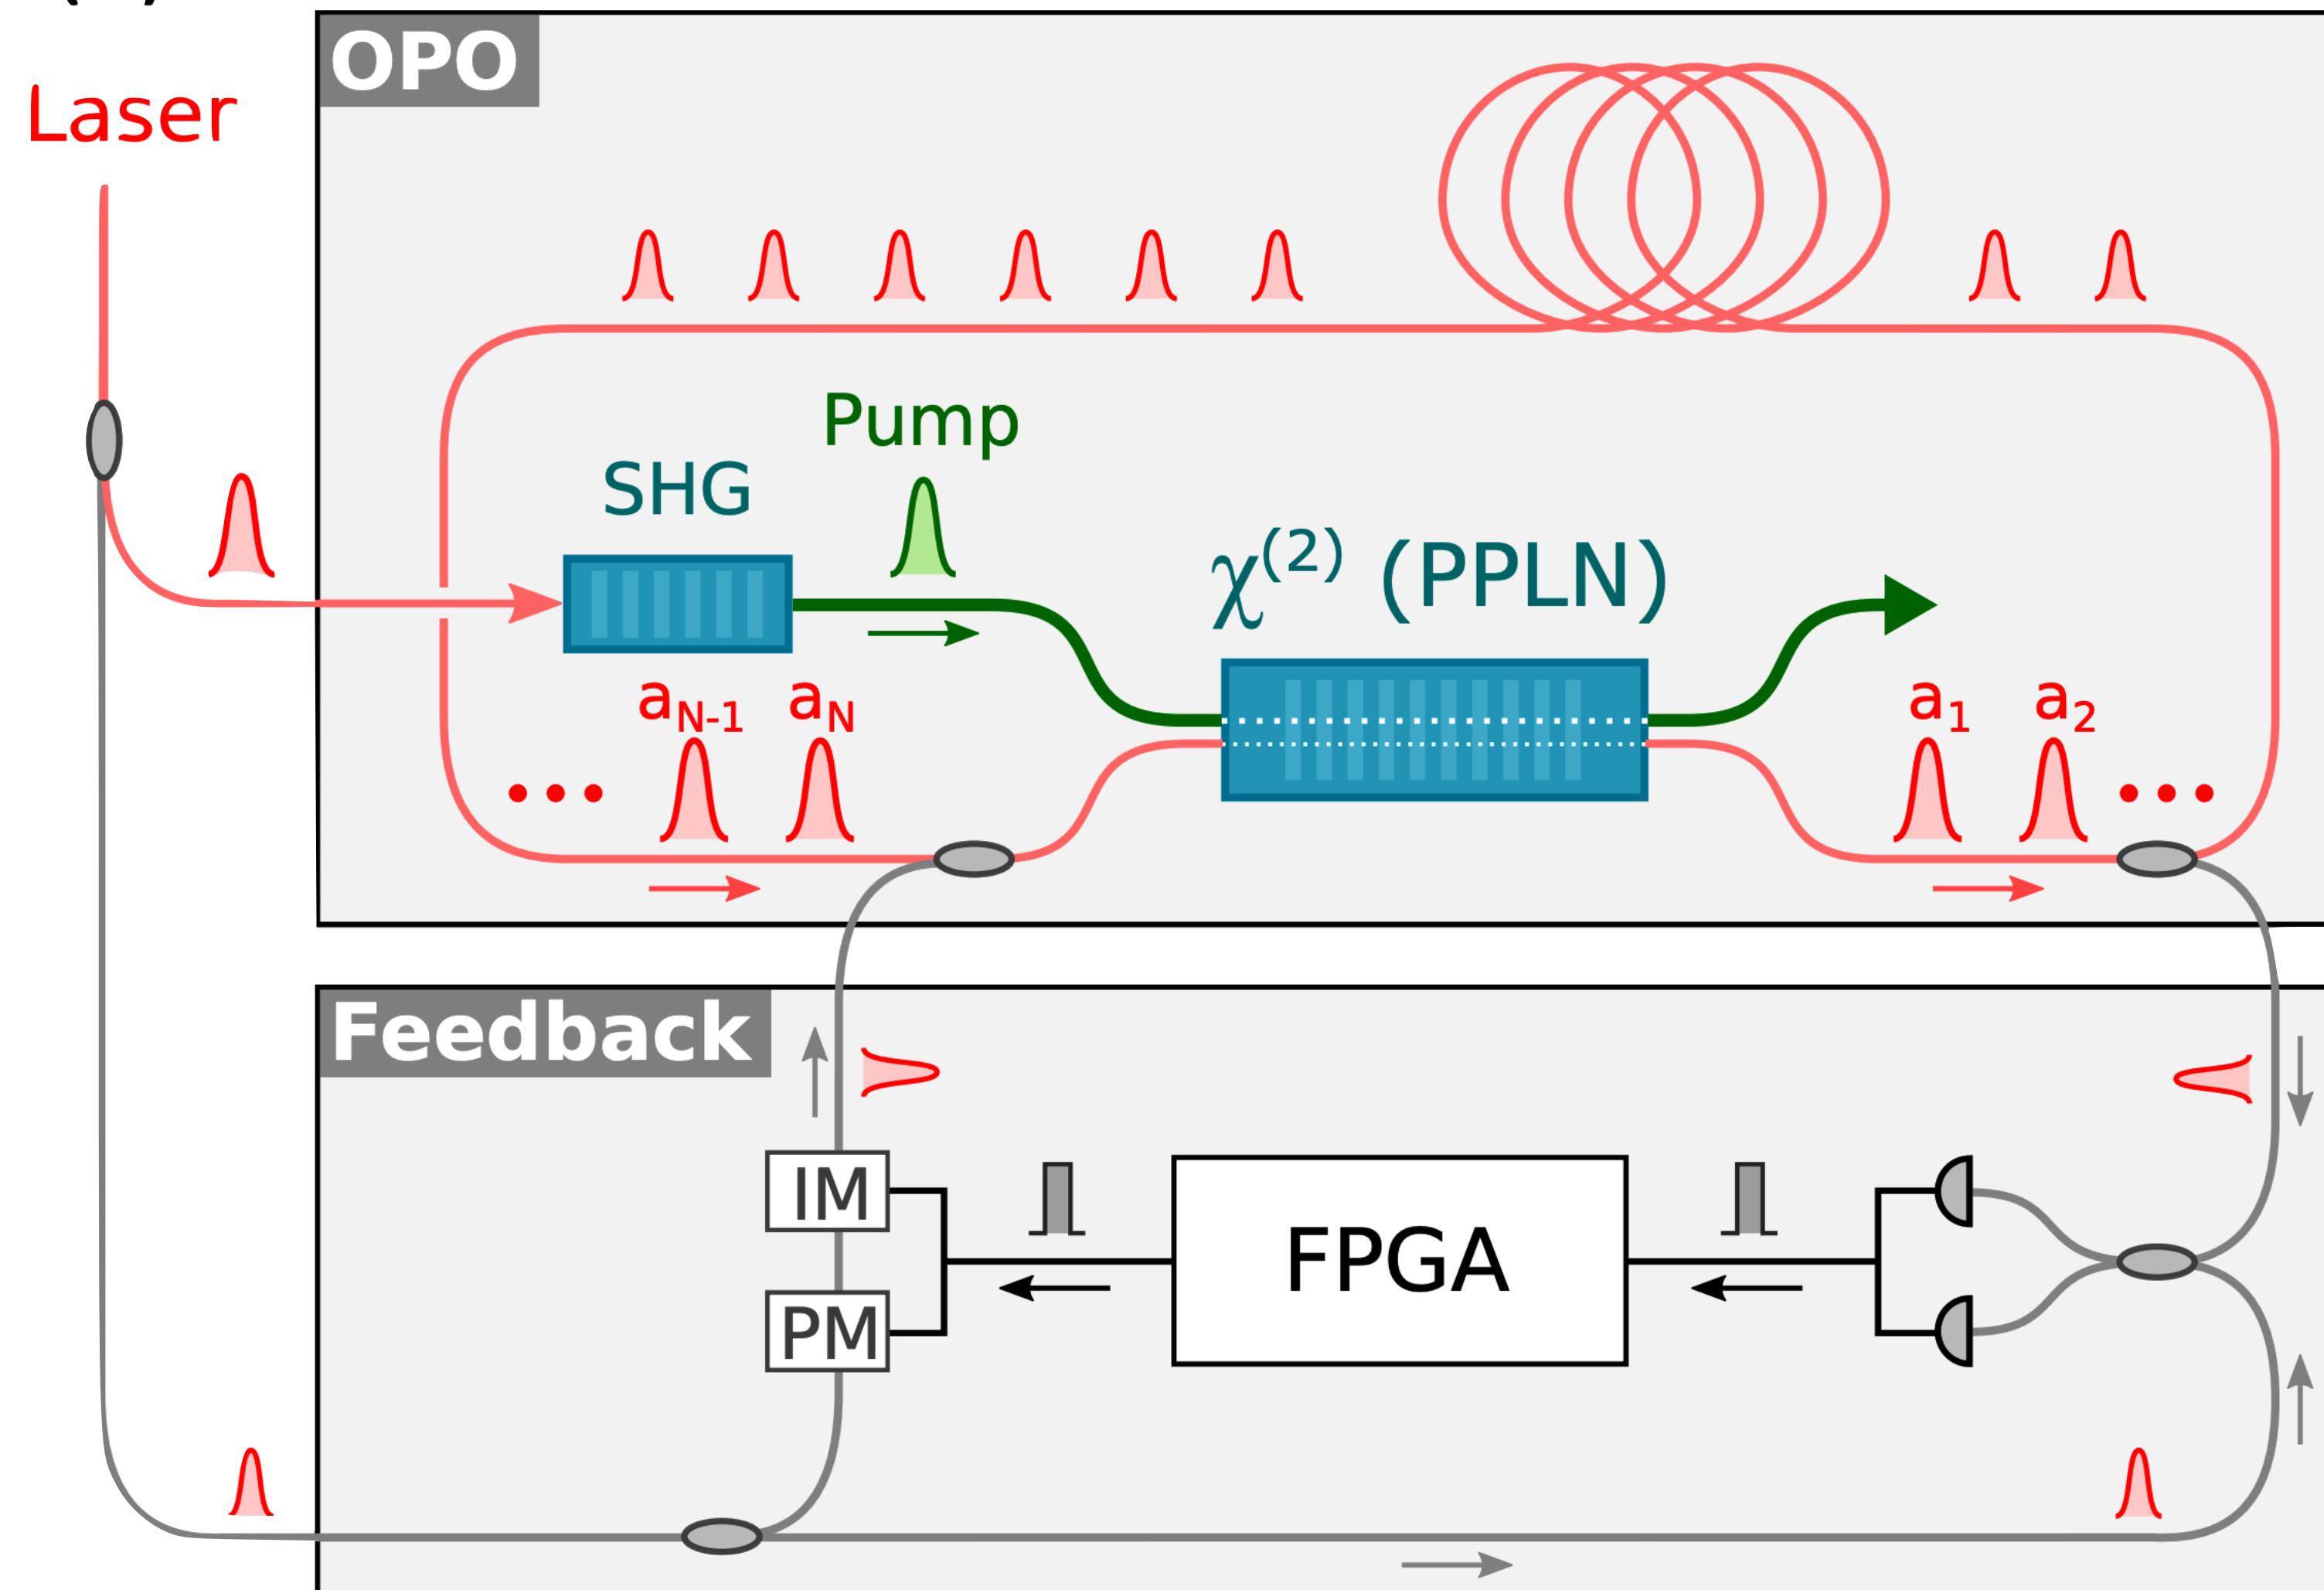 OPO
Laser
Pump
SHG
χ(2) (PPLN)
aN-1 aN
a1 a2
Feedback
IM
FPGA
PM